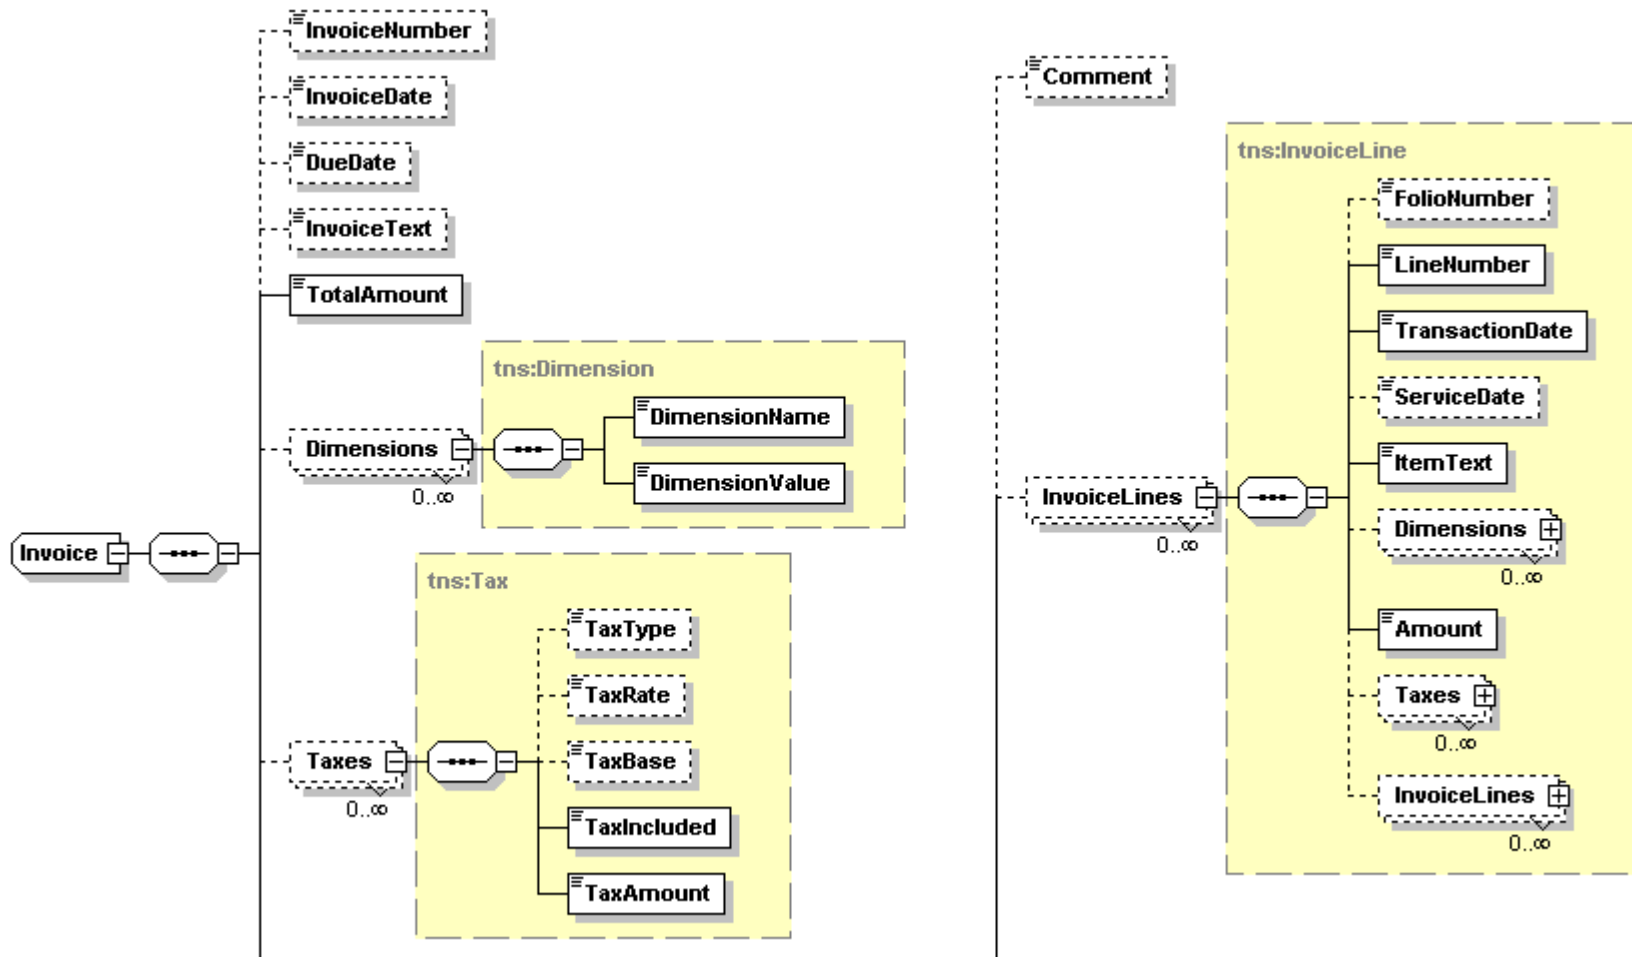 InvoiceNumber
InvoiceDate
DueDate
InvoiceText
TotalAmount
tns:Dimension
DimensionName
Dimensions
DimensionValue
0..∞
Invoice
tns:Tax
TaxType
TaxRate
Taxes
TaxBase
0..∞
TaxIncluded
TaxAmount
Comment
tns:InvoiceLine
FolioNumber
LineNumber
TransactionDate
ServiceDate
ItemText
InvoiceLines
0..∞
Dimensions
0..∞
Amount
Taxes
0..∞
InvoiceLines
0..∞